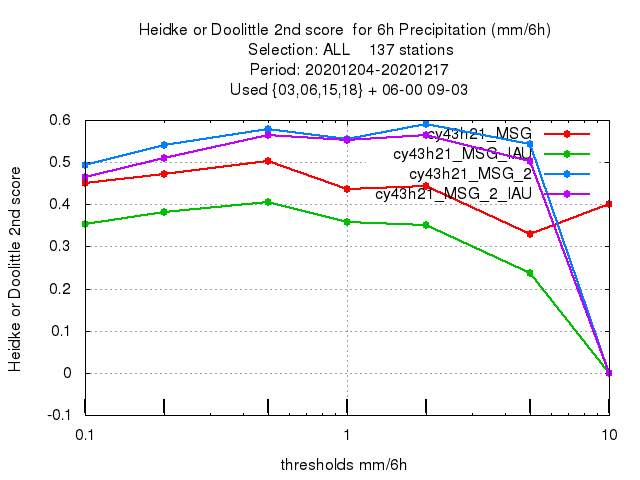 Heidke or Doolittle 2nd score  for 6h Precipitation (mm/6h)
Selection: ALL    137 stations
Period: 20201204-20201217
Used {03,06,15,18} + 06-00 09-03
Heidke or Doolittle 2nd score
0.6
0.5
0.4
0.3
0.2
0.1
0
-0.1
cy43h21_MSG
cy43h21_MSG_IAU
cy43h21_MSG_2
cy43h21_MSG_2_IAU
0.1
1
10
thresholds mm/6h